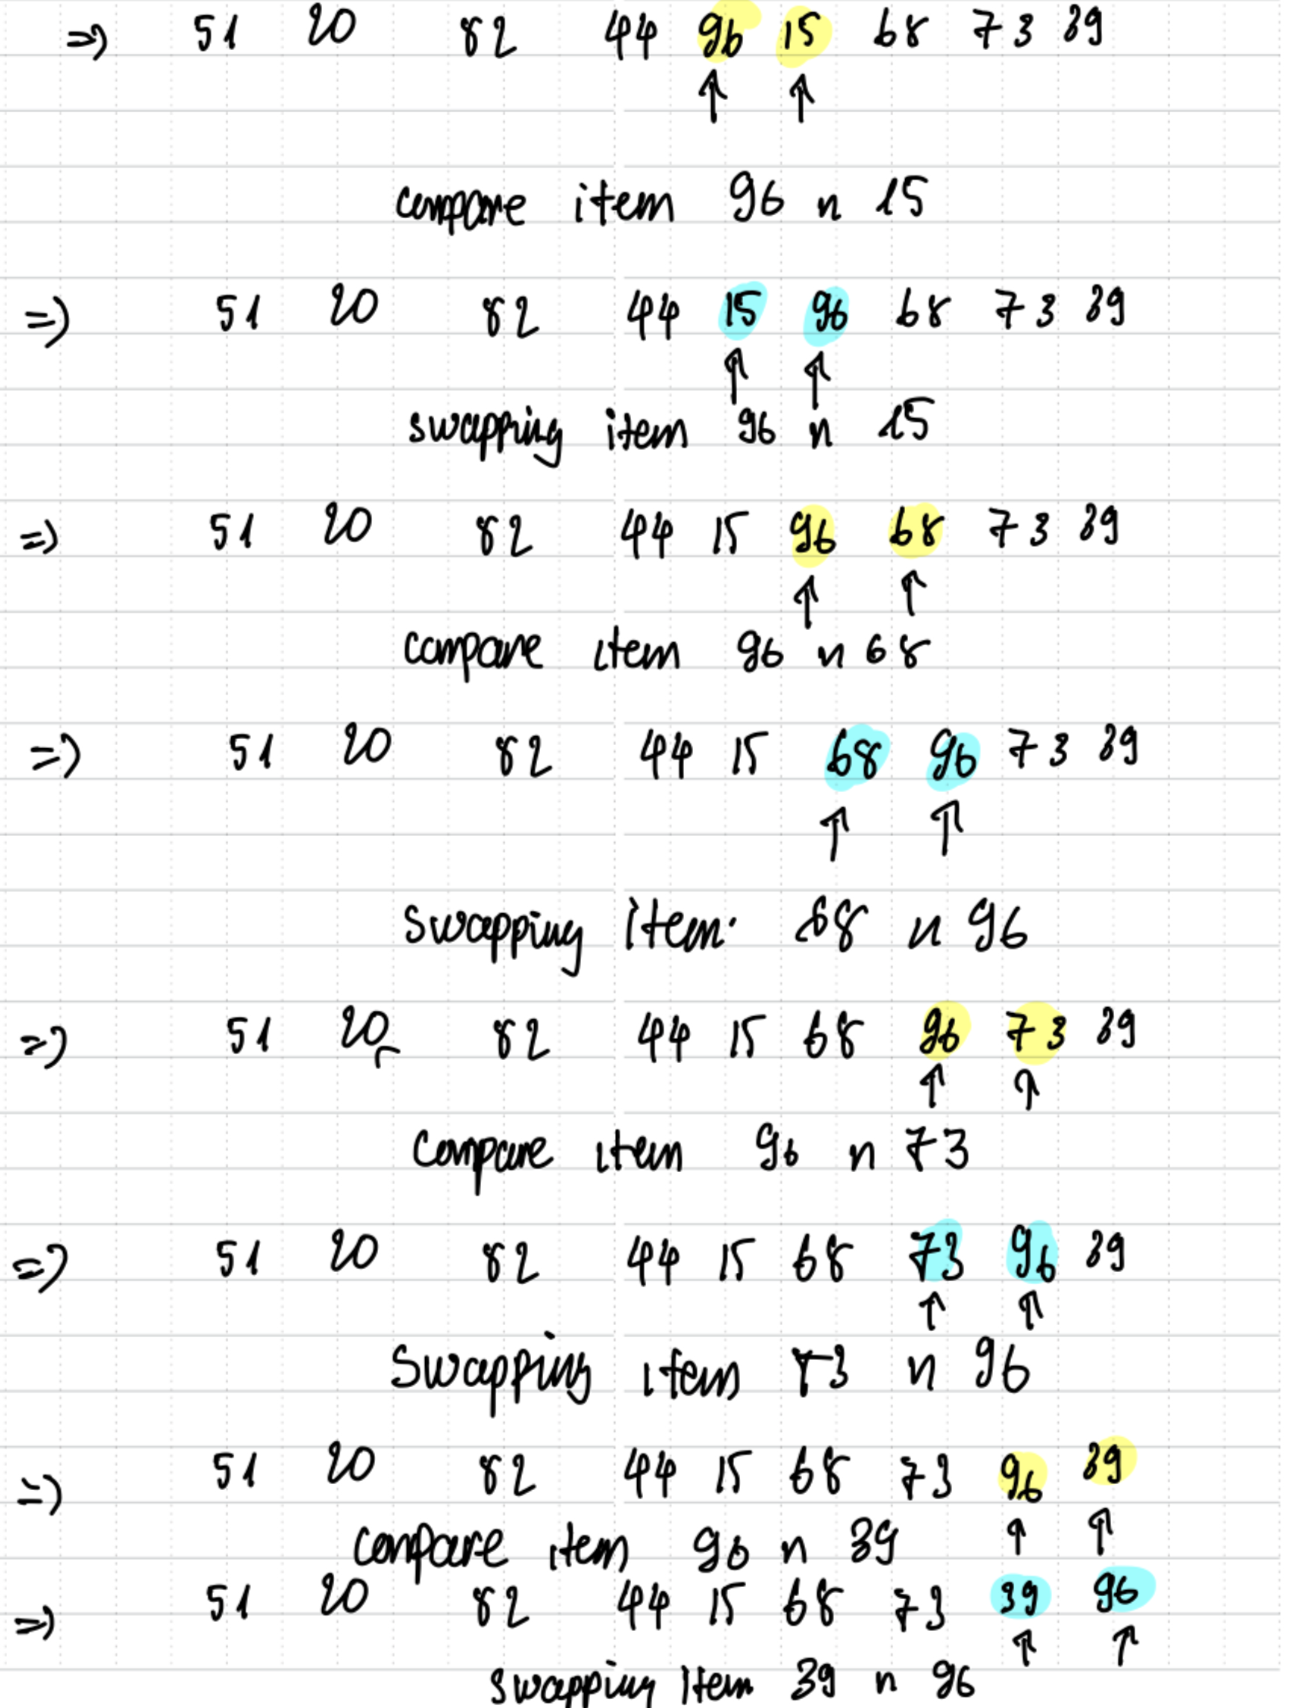 => 51 20 82 44 96 15 68 73 39
↑ ↑
compare item 96 n 15
=> 51 20 82 44 15 96 68 73 39
↑ ↑
swapping item 96 n 15
=> 51 20 82 44 15 96 68 73 39
↑ ↑
compare item 96 n 68
=> 51 20 82 44 15 68 96 73 39
↑ ↑
Swapping item. 68 n 96
=> 51 20 82 44 15 68 96 73 39
↑ ↑
Compare item 96 n 73
=> 51 20 82 44 15 68 73 96 39
↑ ↑
Swapping item 73 n 96
=> 51 20 82 44 15 68 73 96 39
↑ ↑
compare item 96 n 39
=> 51 20 82 44 15 68 73 39 96
↑ ↑
swapping item 39 n 96